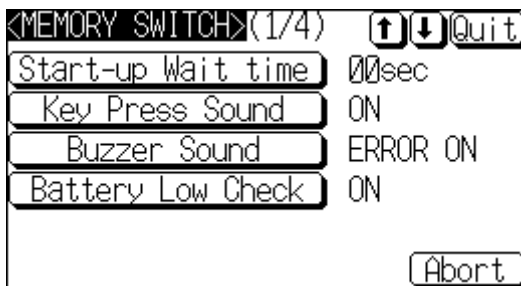 <MEMORY SWITCH>(1/4) ↑ ↓ Quit
Start-up Wait time 00sec
Key Press Sound ON
Buzzer Sound ERROR ON
Battery Low Check ON
Abort